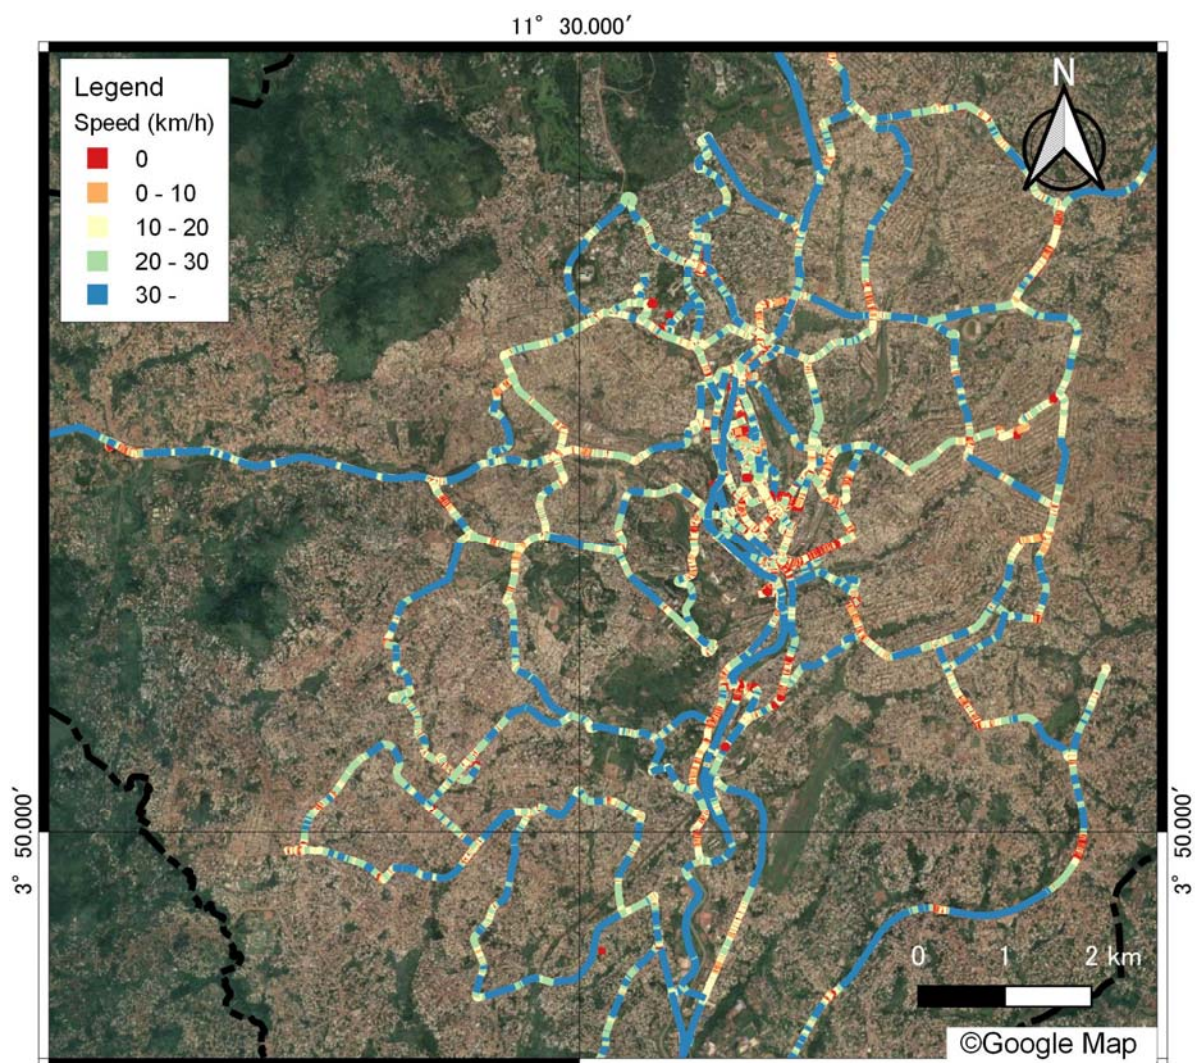 11° 30.000′
Legend
Speed (km/h)
0
0 - 10
10 - 20
20 - 30
30 -
N
3° 50.000′
3° 50.000′
0 1 2 km
©Google Map